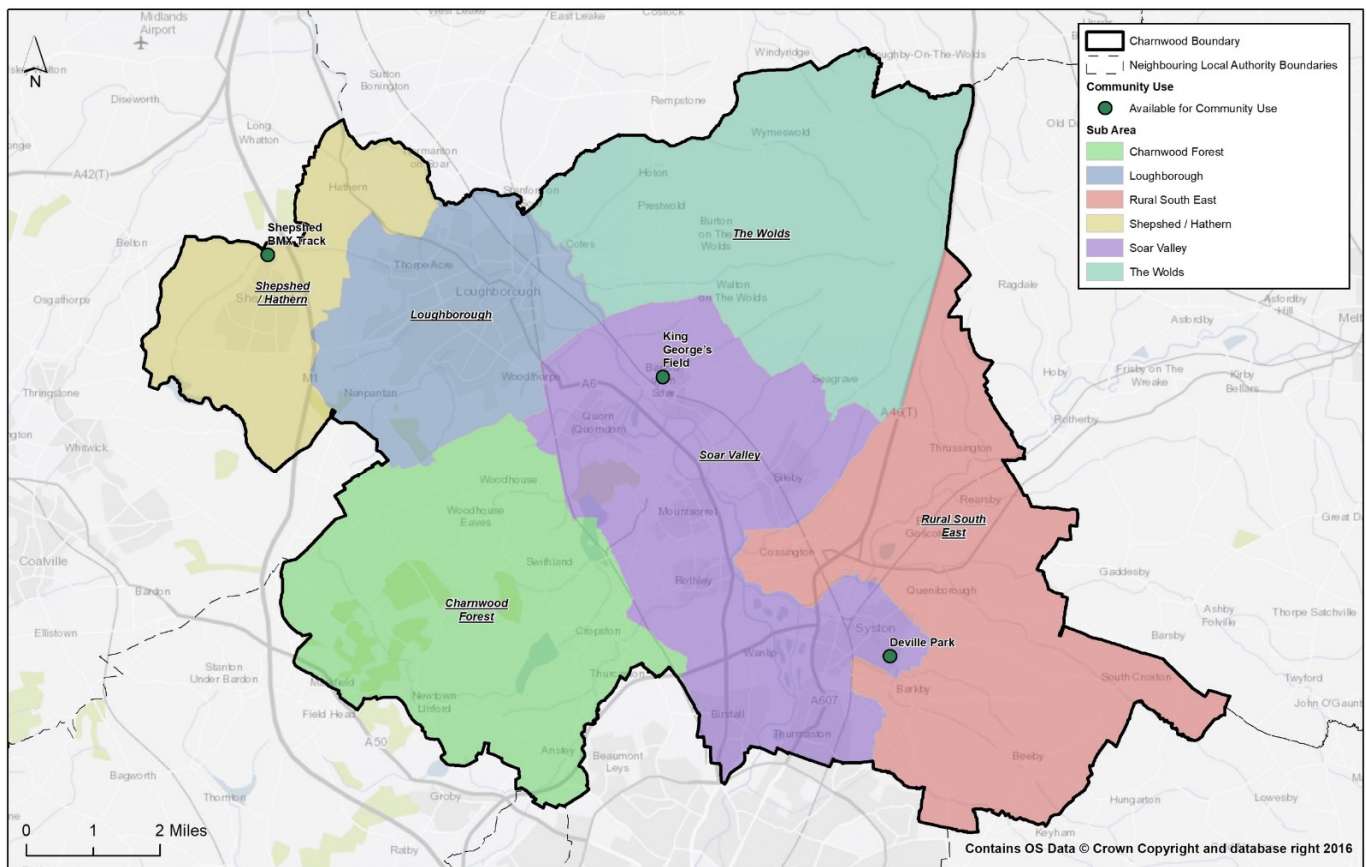 Midlands
Airport
East Leake
Costock
Windyridge
Willoughby-On-The-Wolds
Sutton
Bonington
Rempstone
Diseworth
Long
Whatton
Wymeswold
A42(T)
Hathern
Hoton
Prestwold
Burton
on The
Wolds
The Wolds
Belton
Shepshed
BMX Track
Cotes
Thorpe Acre
Shepshed
/ Hathern
Loughborough
Loughborough
Walton
on The Wolds
Ragdale
Asfordby
Hill
Asfordby
Osgathorpe
King
George's
Field
Hoby
Frisby on The
Wreake
Kirby
Bellars
M1
Nanpantan
Woodthorpe
A6
Seagrave
Thringstone
A46(T)
Rotherby
Quorn
(Quorndon)
Whitwick
Thrussington
Soar Valley
Woodhouse
Sileby
Rearsby
Woodhouse
Eaves
Mountsorrel
Rural South
East
Coalville
Swithland
Cossington
Gaddesby
Bardon
Rothley
Queniborough
Ashby
Folville
Thorpe Satchville
Charnwood
Forest
Ellistown
Cropston
Syston
Barsby
Deville Park
Stanton
Under Bardon
Wanlip
South Croxton
Twyford
Newtown
Linford
Barkby
John O'Gaunt
Field Head
A607
Birstall
Thurmaston
A50
Anstey
Beaumont
Leys
Beeby
Bagworth
Thornton
Groby
Hungarton
Lowesby
Ratby
Keyham
N
0 1 2 Miles
Charnwood Boundary
Neighbouring Local Authority Boundaries
Community Use
Available for Community Use
Sub Area
Charnwood Forest
Loughborough
Rural South East
Shepshed / Hathern
Soar Valley
The Wolds
Contains OS Data © Crown Copyright and database right 2016